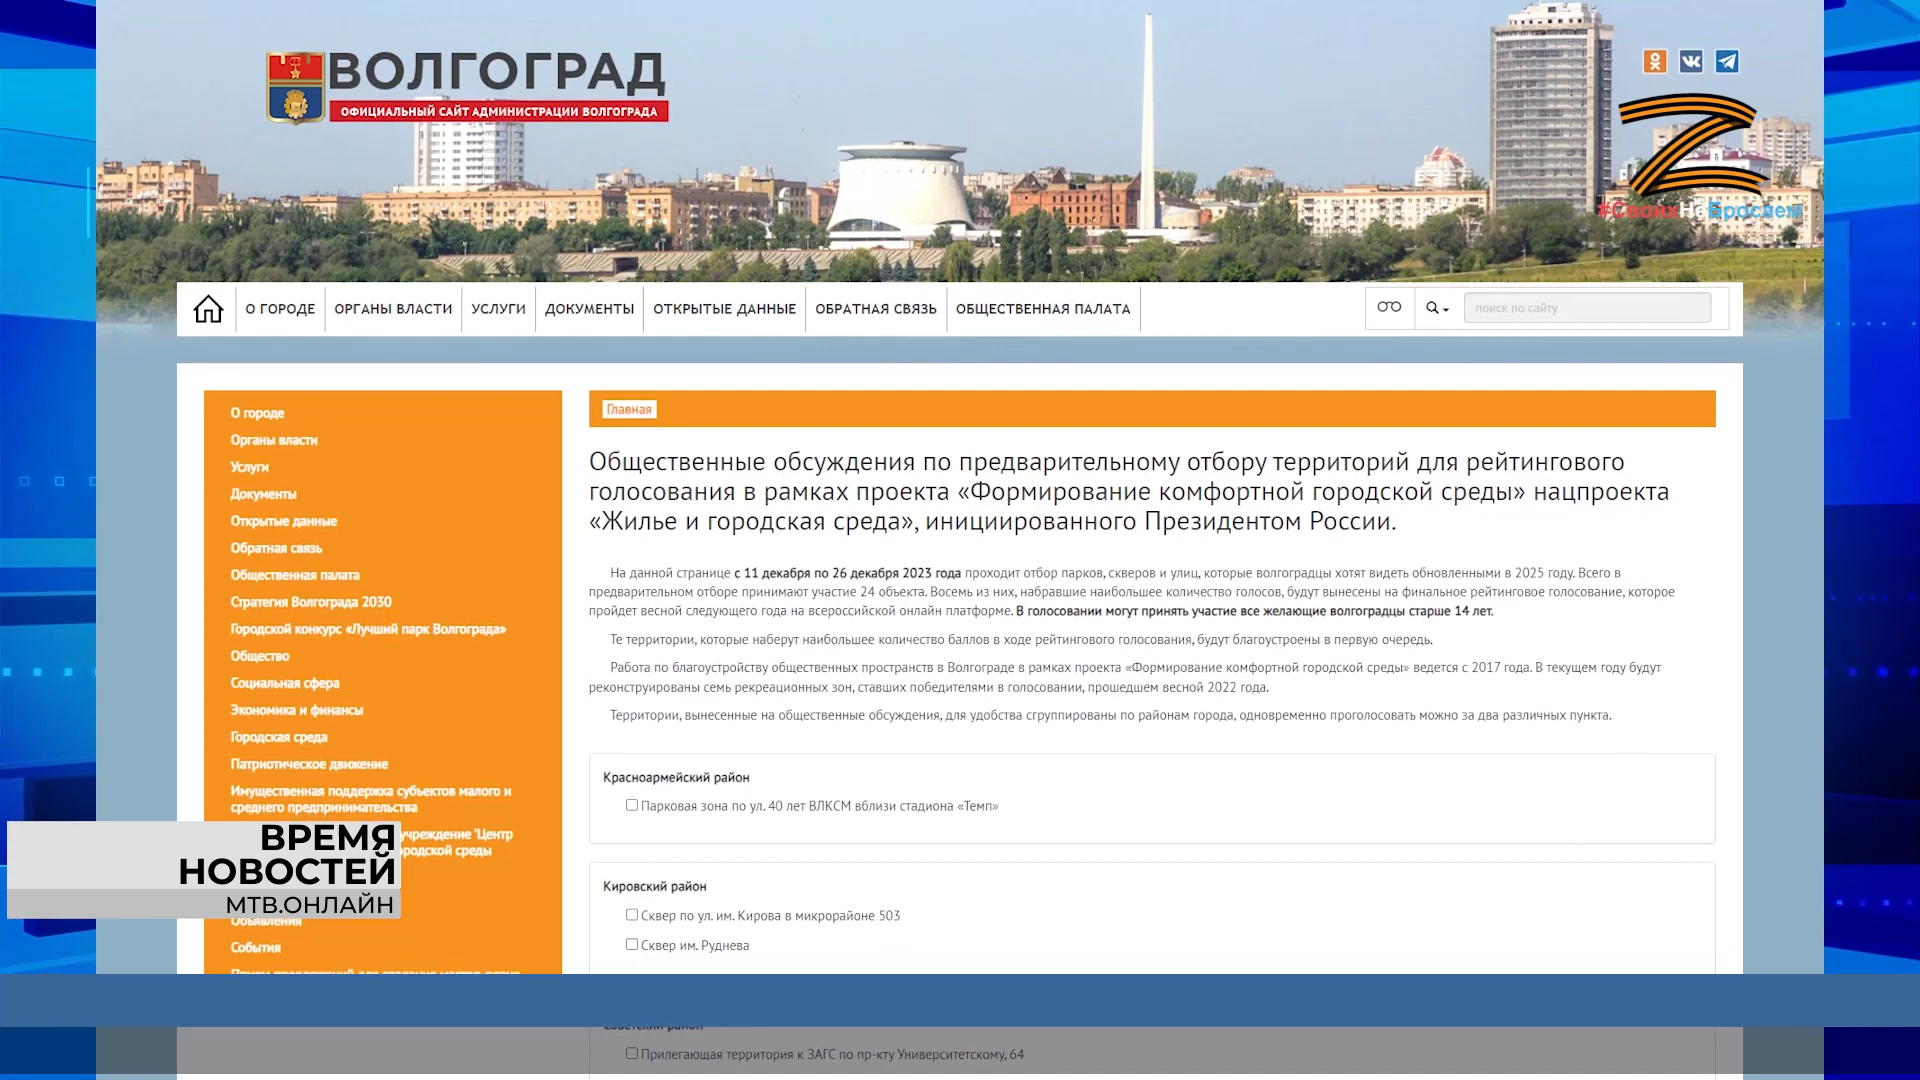 ВОЛГОГРАД
ОФИЦИАЛЬНЫЙ САЙТ АДМИНИСТРАЦИИ ВОЛГОГРАДА
#СвоихНеБросаем
О ГОРОДЕ
ОРГАНЫ ВЛАСТИ
УСЛУГИ
ДОКУМЕНТЫ
ОТКРЫТЫЕ ДАННЫЕ
ОБРАТНАЯ СВЯЗЬ
ОБЩЕСТВЕННАЯ ПАЛАТА
поиск по сайту
О городе
Органы власти
Услуги
Документы
Открытые данные
Обратная связь
Общественная палата
Стратегия Волгограда 2030
Городской конкурс «Лучший парк Волгограда»
Общество
Социальная сфера
Экономика и финансы
Городская среда
Патриотическое движение
Имущественная поддержка субъектов малого и
среднего предпринимательства
учреждение "Центр
городской среды
Объявления
События
Главная
Общественные обсуждения по предварительному отбору территорий для рейтингового
голосования в рамках проекта «Формирование комфортной городской среды» нацпроекта
«Жилье и городская среда», инициированного Президентом России.
На данной странице с 11 декабря по 26 декабря 2023 года проходит отбор парков, скверов и улиц, которые волгоградцы хотят видеть обновленными в 2025 году. Всего в
предварительном отборе принимают участие 24 объекта. Восемь из них, набравшие наибольшее количество голосов, будут вынесены на финальное рейтинговое голосование, которое
пройдет весной следующего года на всероссийской онлайн платформе. В голосовании могут принять участие все желающие волгоградцы старше 14 лет.
Те территории, которые наберут наибольшее количество баллов в ходе рейтингового голосования, будут благоустроены в первую очередь.
Работа по благоустройству общественных пространств в Волгограде в рамках проекта «Формирование комфортной городской среды» ведется с 2017 года. В текущем году будут
реконструированы семь рекреационных зон, ставших победителями в голосовании, прошедшем весной 2022 года.
Территории, вынесенные на общественные обсуждения, для удобства сгруппированы по районам города, одновременно проголосовать можно за два различных пункта.
Красноармейский район
Парковая зона по ул. 40 лет ВЛКСМ вблизи стадиона «Темп»
Кировский район
Сквер по ул. им. Кирова в микрорайоне 503
Сквер им. Руднева
Советский район
Прилегающая территория к ЗАГС по пр-кту Университетскому, 64
ВРЕМЯ
НОВОСТЕЙ
МТВ.ОНЛАЙН